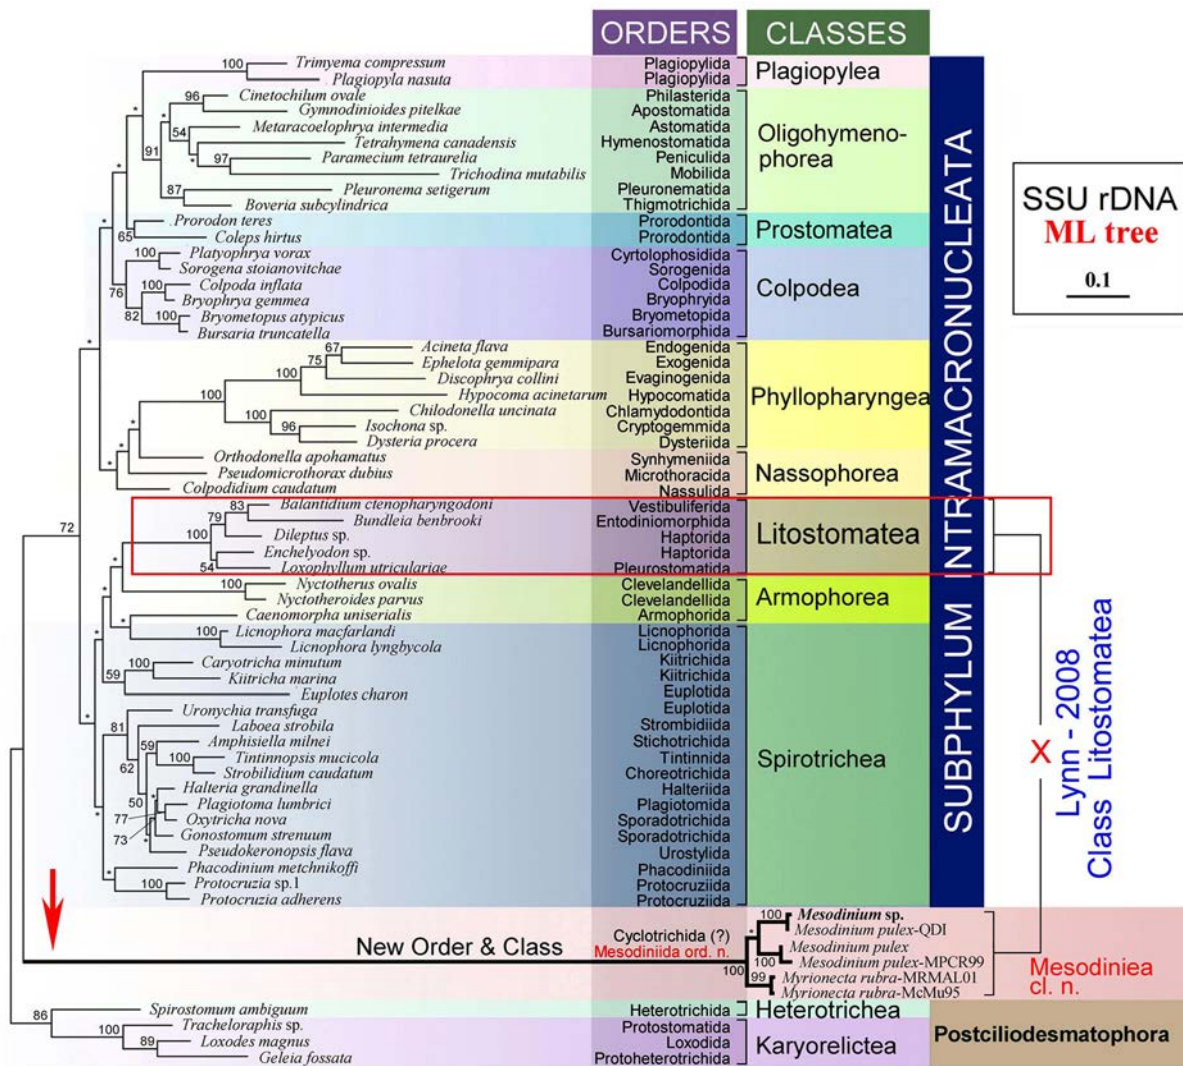 ORDERS CLASSES
100 Trimyema compressum Plagiopylida Plagiopylea
Plagiopyla nasuta Plagiopylida
96 Cinetochilum ovale Philasterida
Gymnodinioides pitelkae Apostomatida
54 Metaracoelophrya intermedia Astomatida Oligohymeno-
Tetrahymena canadensis Hymenostomatida phorea
91 * 97 Paramecium tetraurelia Peniculida
Trichodina mutabilis Mobilida
87 Pleuronema setigerum Pleuronematida
Boveria subcylindrica Thigmotrichida
Prorodon teres Prorodontida Prostomatea
65 Coleps hirtus Prorodontida
100 Platyophrya vorax Cyrtolophosidida
Sorogena stoianovitchae Sorogenida
76 100 Colpoda inflata Colpodida Colpodea
Bryophrya gemmea Bryophryida
82 100 Bryometopus atypicus Bryometopida
Bursaria truncatella Bursariomorphida
67 Acineta flava Endogenida
75 Ephelota gemmipara Exogenida
Discophrya collini Evaginogenida
100 100 Hypocoma acinetarum Hypocomatida Phyllopharyngea
Chilodonella uncinata Chlamydodontida
100 96 Isochona sp. Cryptogemmida
Dysteria procera Dysteriida
Orthodonella apohamatus Synhymeniida
Pseudomicrothorax dubius Microthoracida Nassophorea
Colpodidium caudatum Nassulida
83 Balantidium ctenopharyngodoni Vestibuliferida
79 Bundleia benbrooki Entodiniomorphida
72 100 Dileptus sp. Haptorida Litostomatea
Enchelyodon sp. Haptorida
54 Loxophyllum utriculariae Pleurostomatida
100 Nyctotherus ovalis Clevelandellida
Nyctotheroides parvus Clevelandellida Armophorea
Caenomorpha uniserialis Armophorida
100 Licnophora macfarlandi Licnophorida
Licnophora lyngbycola Licnophorida
100 Caryotricha minutum Kiitrichida
59 Kiitricha marina Kiitrichida
Euplotes charon Euplotida
Uronychia transfuga Euplotida
81 Laboea strobila Strombidiida
59 Amphisiella milnei Stichotrichida
62 100 Tintinnopsis mucicola Tintinnida Spirotrichea
Strobilidium caudatum Choreotrichida
50 Halteria grandinella Halteriida
77 Plagiotoma lumbrici Plagiotomida
Oxytricha nova Sporadotrichida
73 Gonostomum strenuum Sporadotrichida
Pseudokeronopsis flava Urostylida
Phacodinium metchnikoffi Phacodiniida
100 Protocruzia sp.1 Protocruziida
Protocruzia adherens Protocruziida
100 Mesodinium sp.
Mesodinium pulex-QDI
New Order & Class Cyclotrichida (?) Mesodinium pulex
Mesodiniida ord. n. 100 Mesodinium pulex-MPCR99
100 99 Myrionecta rubra-MRMAL01
Myrionecta rubra-McMu95
Mesodiniea
cl. n.
86 Spirostomum ambiguum Heterotrichida Heterotrichea
100 Tracheloraphis sp. Protostomatida
89 Loxodes magnus Loxodida Karyorelictea
Geleia fossata Protoheterotrichida
Postciliodesmatophora
SUBPHYLUM INTRAMACRONUCLEATA
SSU rDNA
ML tree
0.1
X
Lynn - 2008
Class Litostomatea